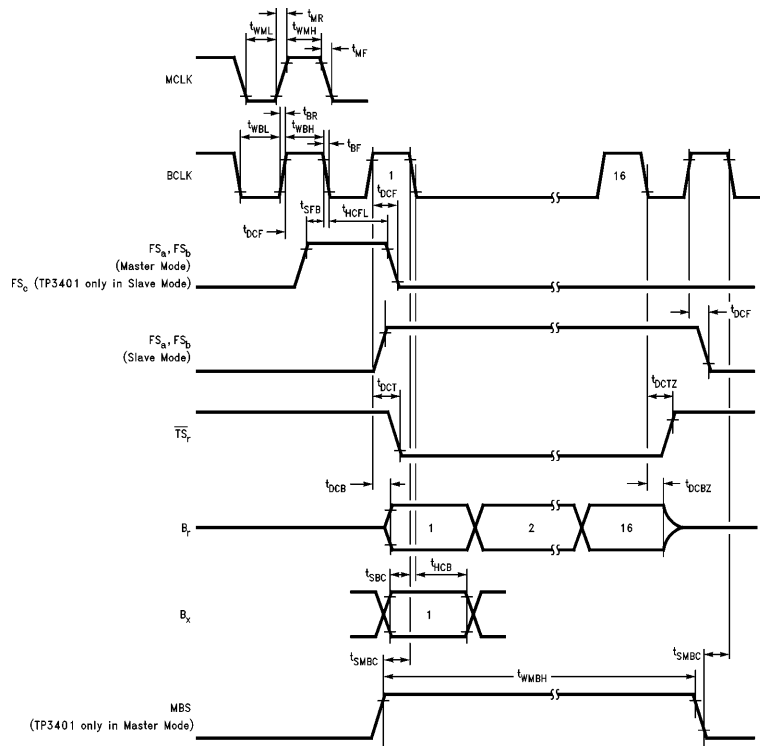 tMR
tWML tWMH
tMF
MCLK
tBR
tWBL tWBH
tBF
BCLK
1
16
tDCF
tSFB tHCFL
tDCF
FSa, FSb
(Master Mode)
FSc (TP3401 only in Slave Mode)
tDCF
FSa, FSb
(Slave Mode)
tDCT
tDCTZ
TSr
tDCB
tDCBZ
Br
1
2
16
tSBC
tHCB
Bx
1
tSMBC
tSMBC
tWMBH
MBS
(TP3401 only in Master Mode)